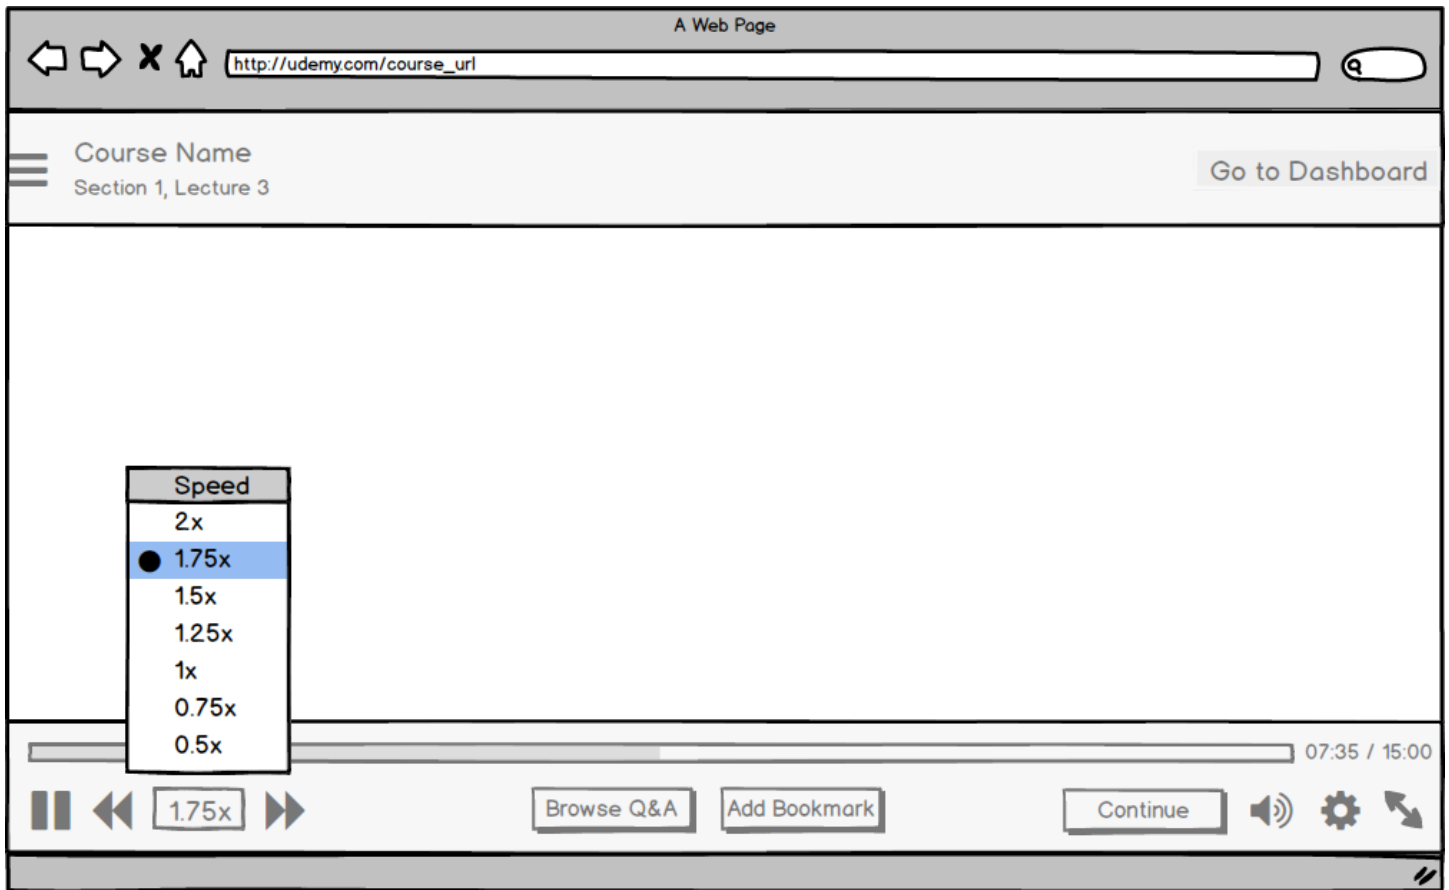 A Web Page
http://udemy.com/course_url
Course Name
Section 1, Lecture 3
Go to Dashboard
Speed
2x
1.75x
1.5x
1.25x
1x
0.75x
0.5x
07:35 / 15:00
1.75x
Browse Q&A
Add Bookmark
Continue